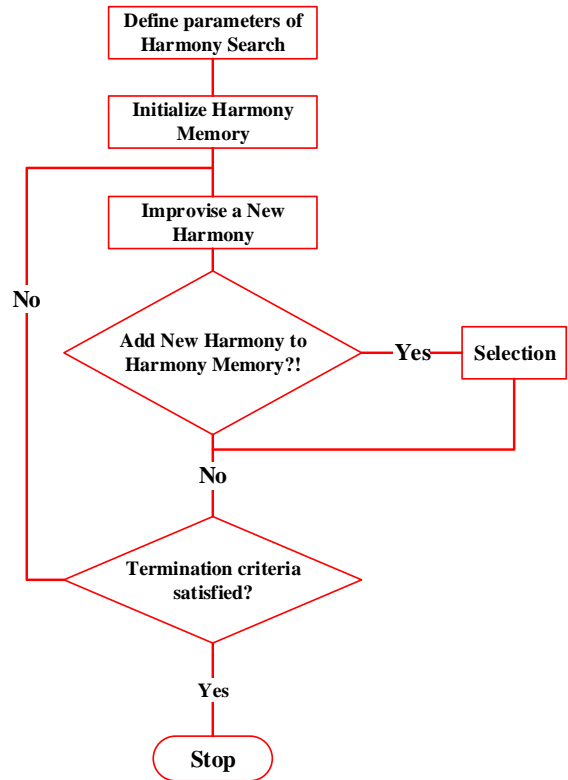 Define parameters of
Harmony Search
Initialize Harmony
Memory
Improvise a New
Harmony
No
Add New Harmony to
Harmony Memory?!
Yes
Selection
No
Termination criteria
satisfied?
Yes
Stop